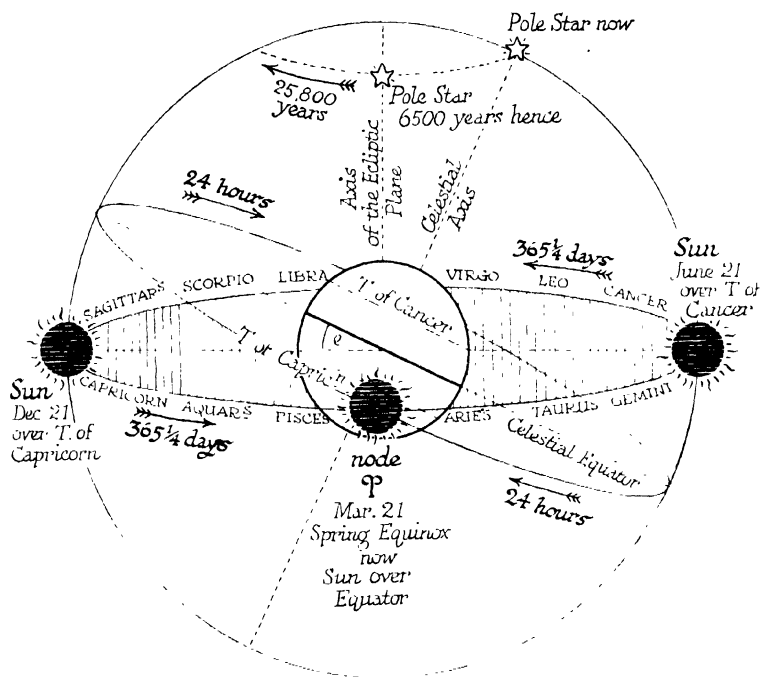 Pole Star now
25,800
years
Pole Star
6500 years hence
24 hours
Axis
of the Ecliptic
Plane
Celestial
Axis
365¼ days
Sun
June 21
over T of
Cancer
SAGITTARS
SCORPIO
LIBRA
VIRGO
LEO
CANCER
T of Cancer
T of Capricn
e
Sun
Dec 21
over T. of
Capricorn
CAPRICORN
AQUARS
PISCES
ARIES
TAURUS
GEMINI
365¼ days
Celestial Equator
24 hours
node
♈
Mar. 21
Spring Equinox
now
Sun over
Equator